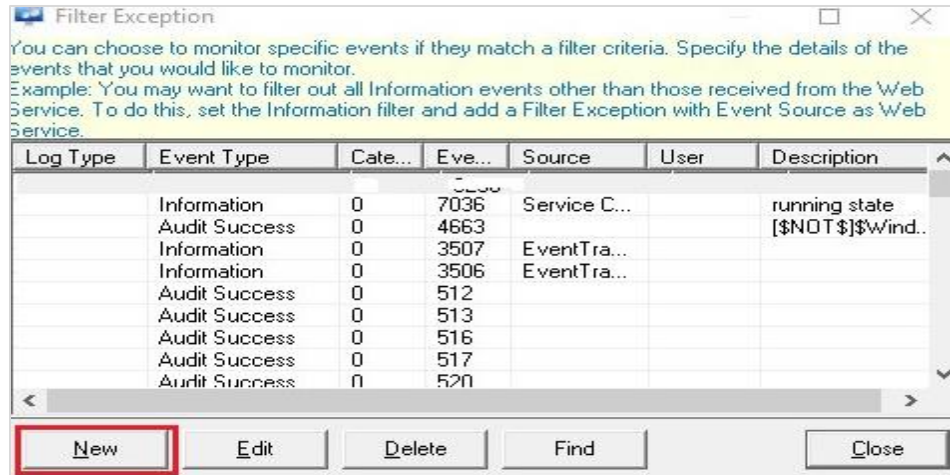 Filter Exception
You can choose to monitor specific events if they match a filter criteria. Specify the details of the
events that you would like to monitor.
Example: You may want to filter out all Information events other than those received from the Web
Service. To do this, set the Information filter and add a Filter Exception with Event Source as Web
Service.
Log Type Event Type Cate... Eve... Source User Description
Information 0 7036 Service C... running state
Audit Success 0 4663 [$NOT$]$Wind...
Information 0 3507 EventTra...
Information 0 3506 EventTra...
Audit Success 0 512
Audit Success 0 513
Audit Success 0 516
Audit Success 0 517
Audit Success 0 520
New Edit Delete Find Close